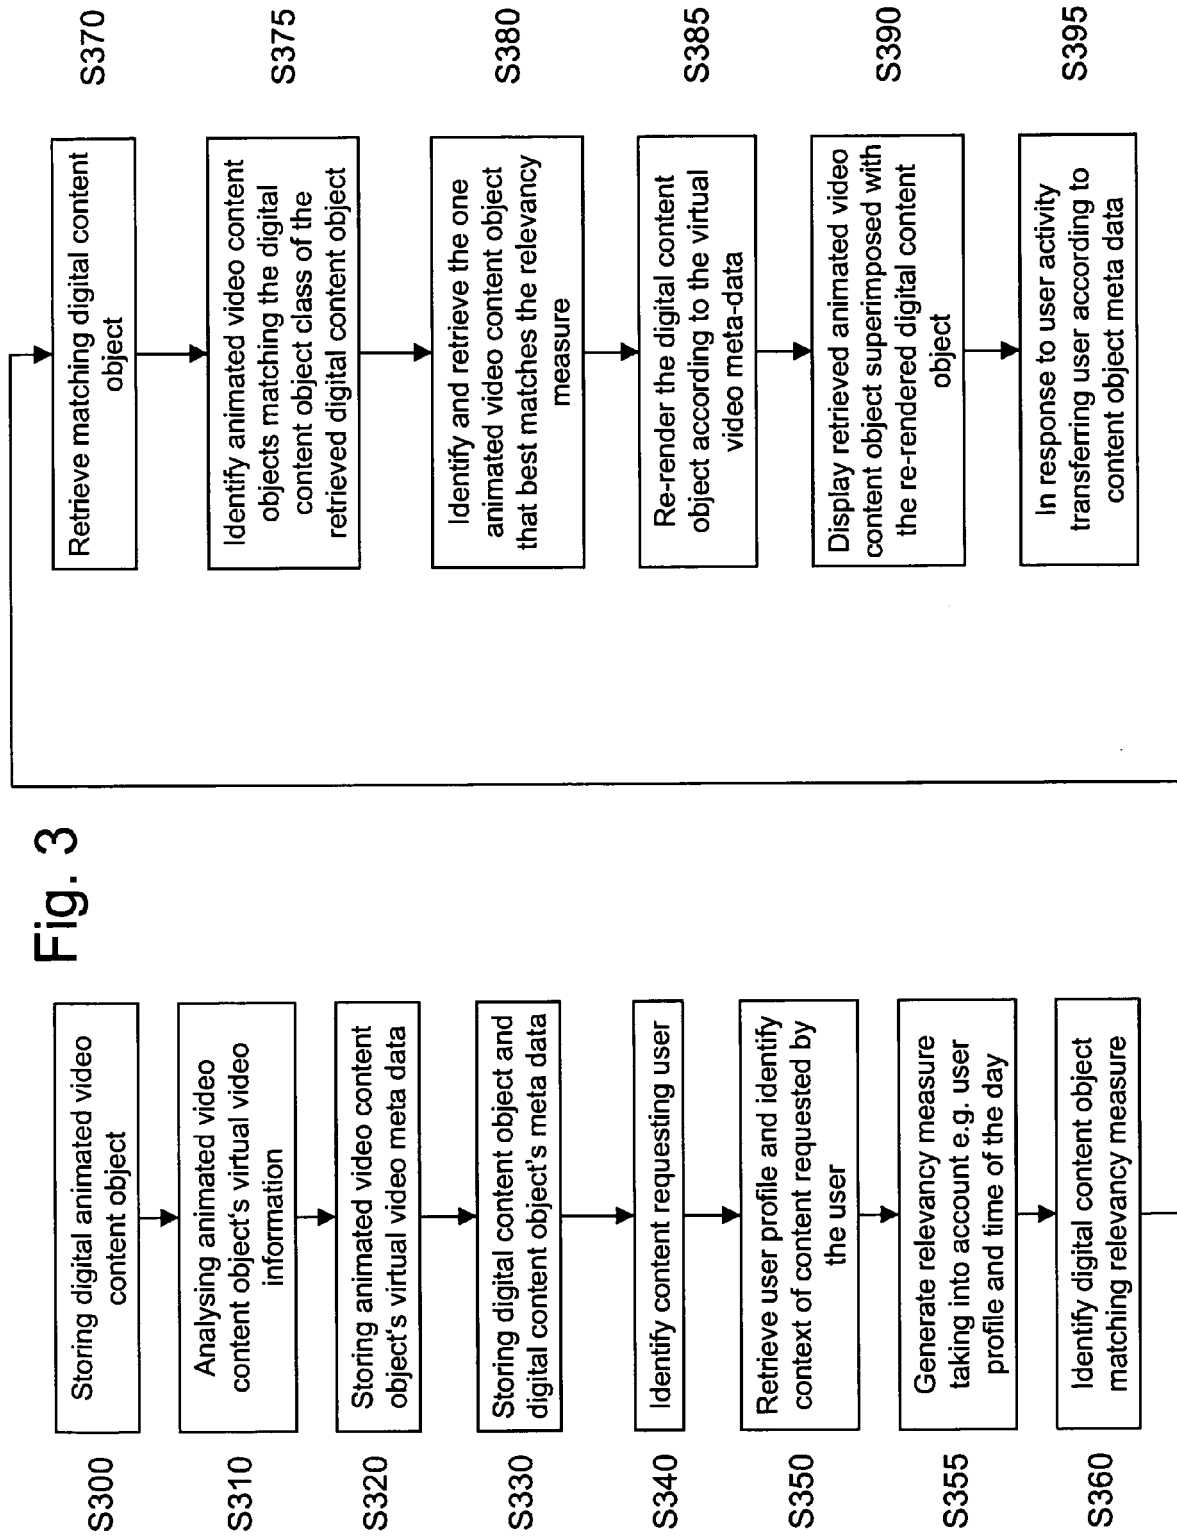 Fig. 3
S300
Storing digital animated video
content object
S310
Analysing animated video
content object's virtual video
information
S320
Storing animated video content
object's virtual video meta data
S330
Storing digital content object and
digital content object's meta data
S340
Identify content requesting user
S350
Retrieve user profile and identify
context of content requested by
the user
S355
Generate relevancy measure
taking into account e.g. user
profile and time of the day
S360
Identify digital content object
matching relevancy measure
Retrieve matching digital content
object
S370
Identify animated video content
objects matching the digital
content object class of the
retrieved digital content object
S375
Identify and retrieve the one
animated video content object
that best matches the relevancy
measure
S380
Re-render the digital content
object according to the virtual
video meta-data
S385
Display retrieved animated video
content object superimposed with
the re-rendered digital content
object
S390
In response to user activity
transferring user according to
content object meta data
S395